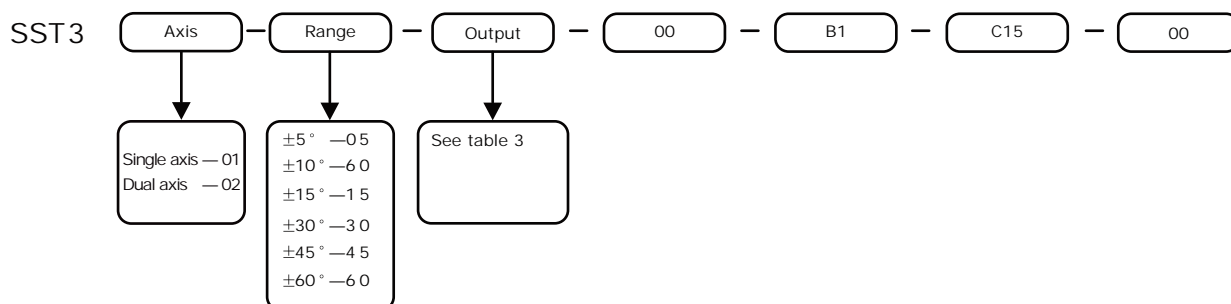 SST3 Axis — Range — Output — 00 — B1 — C15 — 00
Single axis — 01
Dual axis — 02
±5° —05
±10°—60
±15°—15
±30°—30
±45°—45
±60°—60
See table 3